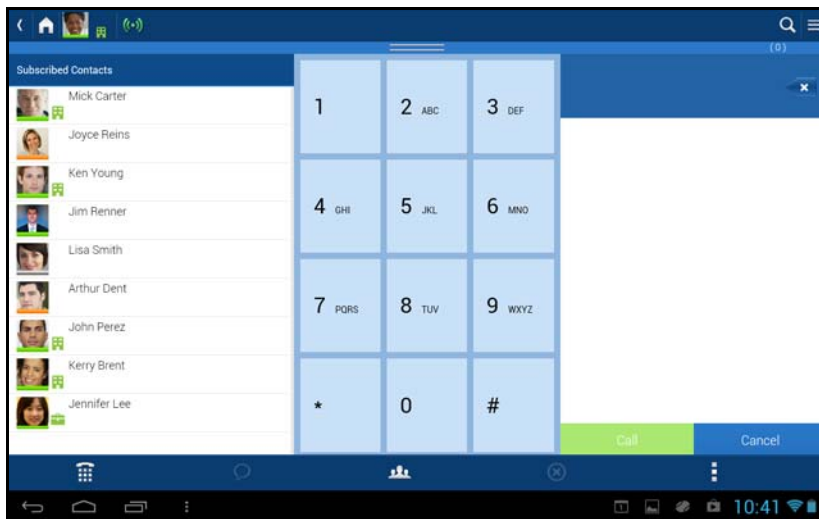 (0)
Subscribed Contacts
Mick Carter
Joyce Reins
Ken Young
Jim Renner
Lisa Smith
Arthur Dent
John Perez
Kerry Brent
Jennifer Lee
1
2 ABC
3 DEF
4 GHI
5 JKL
6 MNO
7 PQRS
8 TUV
9 WXYZ
*
0
#
Call
Cancel
1
10:41